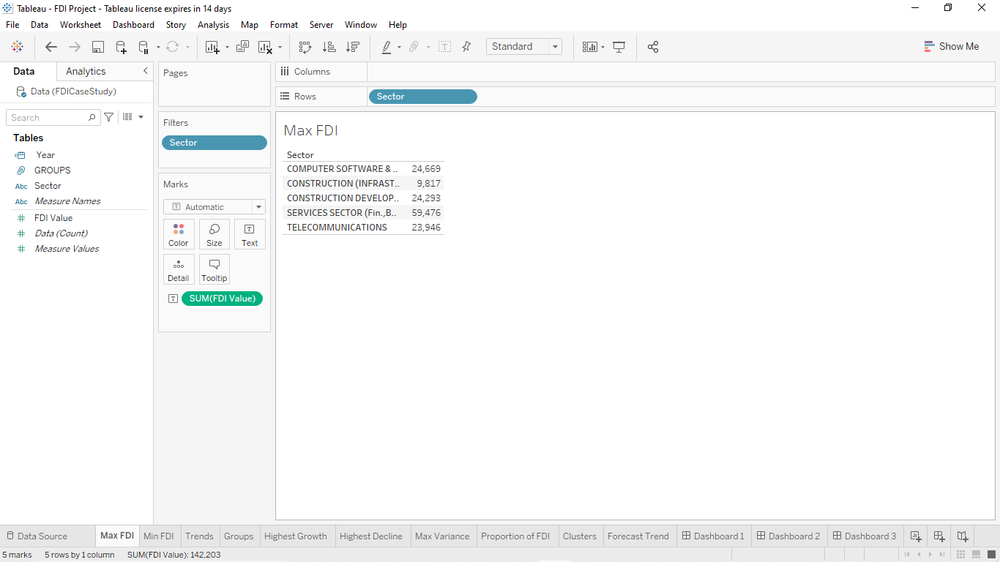 Tableau - FDI Project - Tableau license expires in 14 days
File Data Worksheet Dashboard Story Analysis Map Format Server Window Help
Standard
Show Me
Data Analytics
Data (FDICaseStudy)
Search
Tables
Year
GROUPS
Abc Sector
Abc Measure Names
FDI Value
Data (Count)
Measure Values
Pages
Filters
Sector
Marks
Automatic
Color Size Text
Detail Tooltip
SUM(FDI Value)
Columns
Rows Sector
Max FDI
Sector
COMPUTER SOFTWARE & .. 24,669
CONSTRUCTION (INFRAST.. 9,817
CONSTRUCTION DEVELOP.. 24,293
SERVICES SECTOR (Fin.,B.. 59,476
TELECOMMUNICATIONS 23,946
Data Source Max FDI Min FDI Trends Groups Highest Growth Highest Decline Max Variance Proportion of FDI Clusters Forecast Trend Dashboard 1 Dashboard 2 Dashboard 3
5 marks 5 rows by 1 column SUM(FDI Value): 142,203